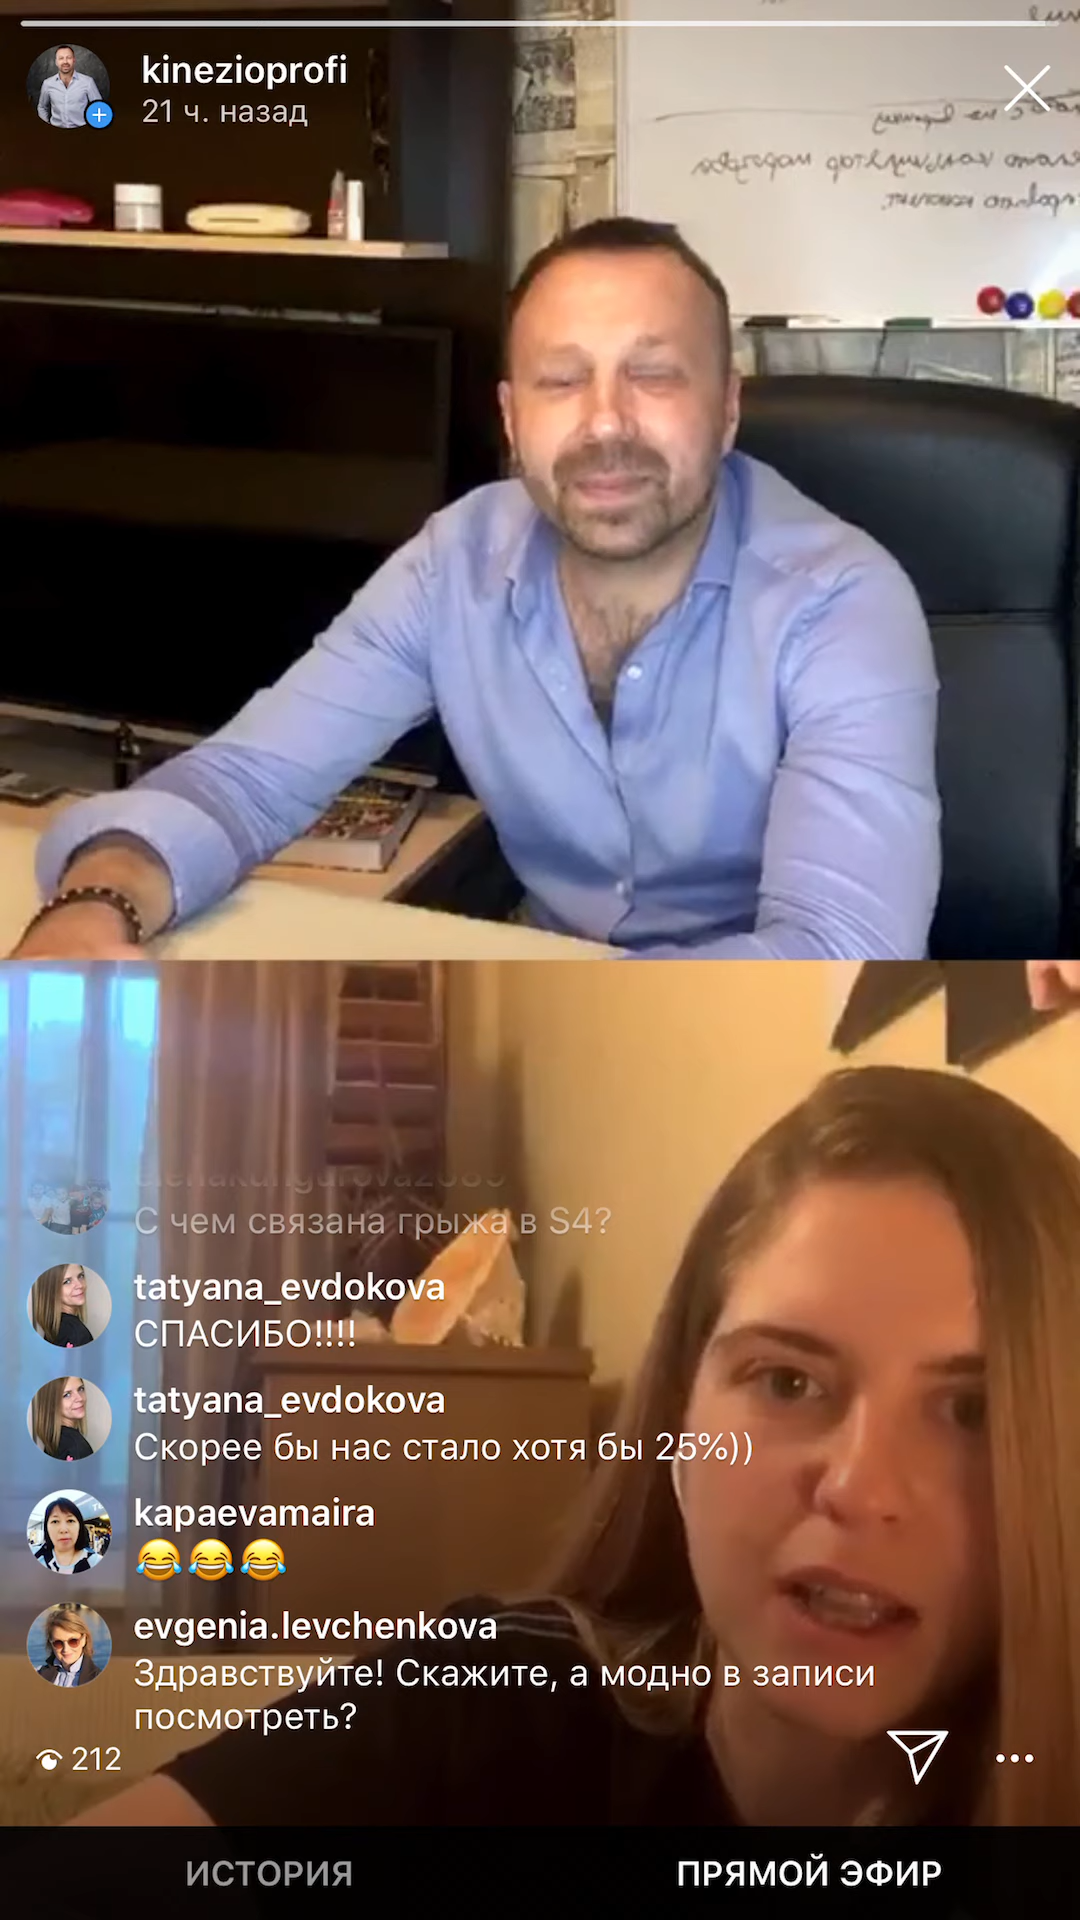 kinezioprofi
21 ч. назад
elenakungurova2086
С чем связана грыжа в S4?
tatyana_evdokova
СПАСИБО!!!!
tatyana_evdokova
Скорее бы нас стало хотя бы 25%))
kapaevamaira
😂😂😂
evgenia.levchenkova
Здравствуйте! Скажите, а модно в записи
посмотреть?
212
ИСТОРИЯ
ПРЯМОЙ ЭФИР